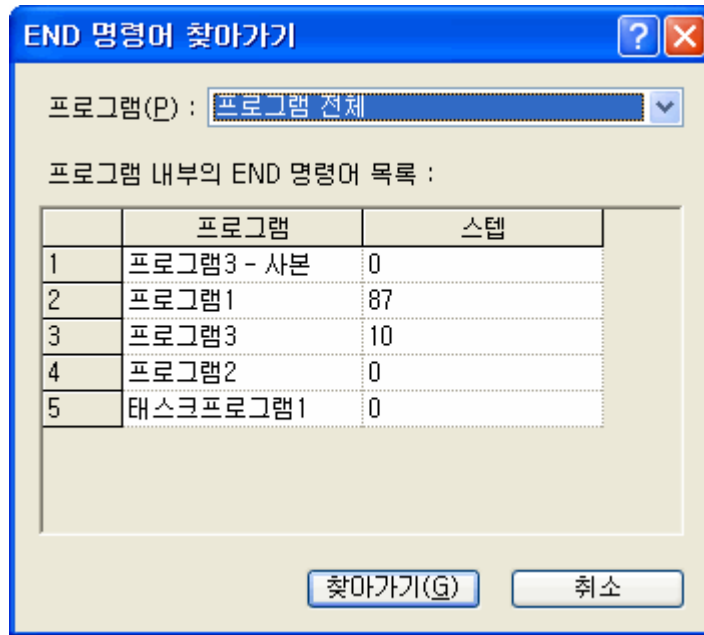 END 명령어 찾아가기
프로그램(P) : 프로그램 전체
프로그램 내부의 END 명령어 목록 :
프로그램 스텝
1 프로그램3 - 사본 0
2 프로그램1 87
3 프로그램3 10
4 프로그램2 0
5 태스크프로그램1 0
찾아가기(G) 취소